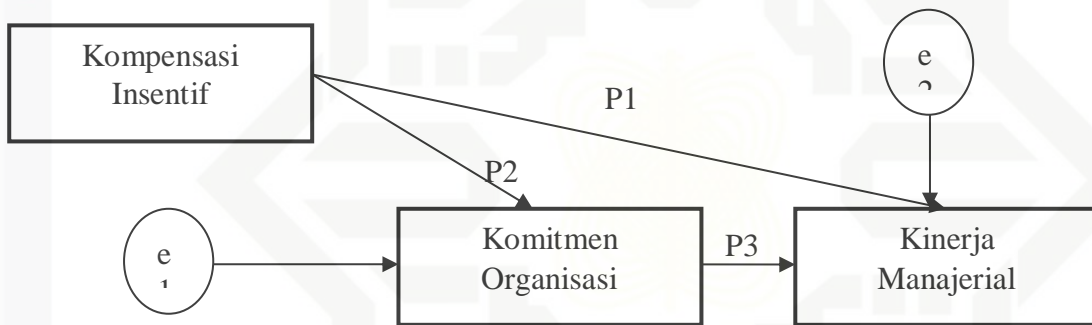 Kompensasi
Insentif
e
P1
P2
Komitmen
Organisasi
P3
Kinerja
Manajerial
e